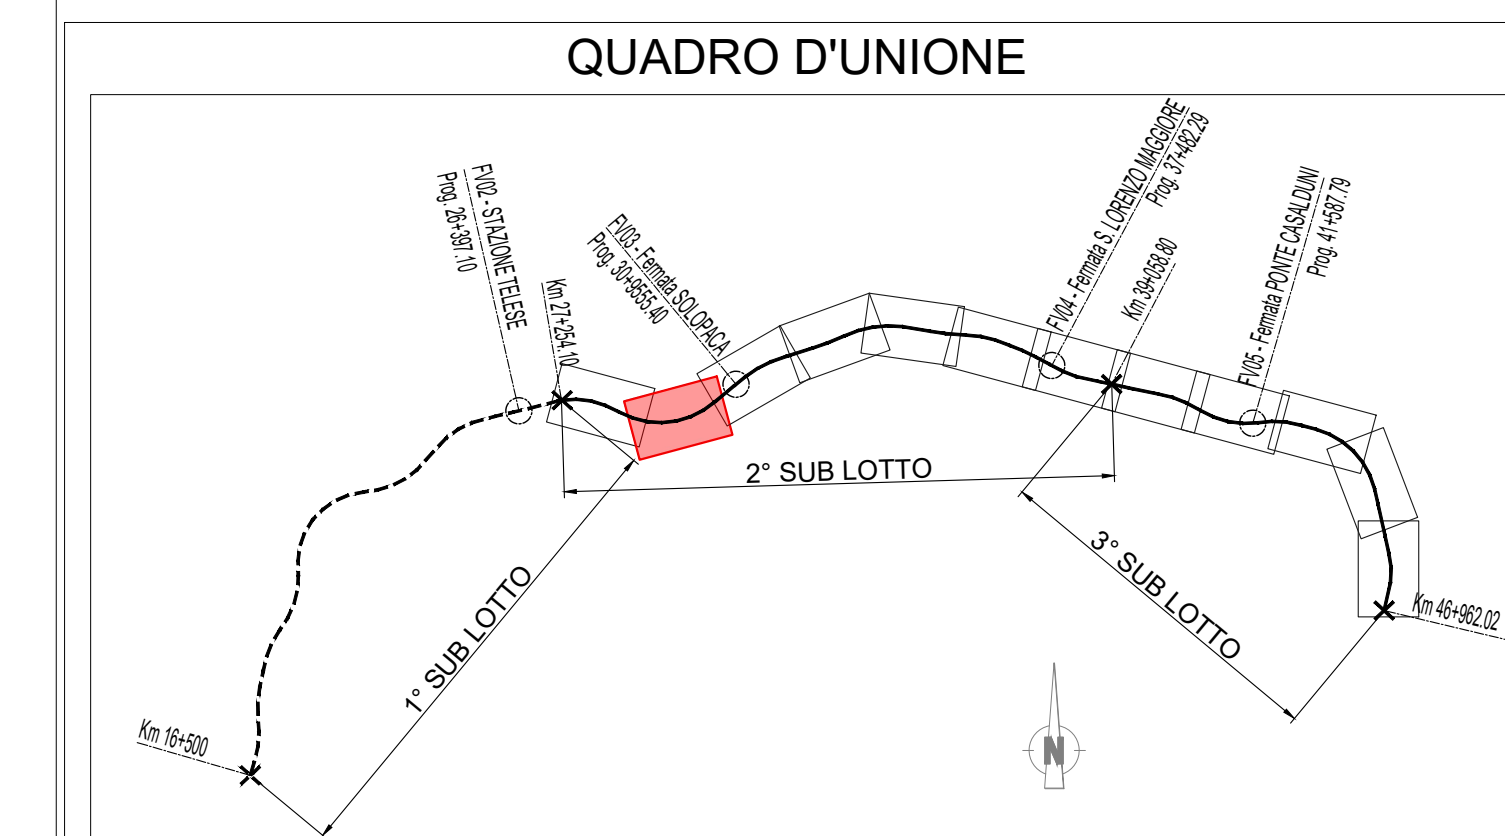 QUADRO D'UNIONE
FV02 - STAZIONE TELESE
Prog. 26+397.10
Km 27+254.10
FV03 - Fermata SOLOPACA
Prog. 30+9555.40
FV04 - Fermata S. LORENZO MAGGIORE
Prog. 37+482.29
Km 39+058.80
FV05 - Fermata PONTE CASALDUNI
Prog. 41+587.79
2° SUB LOTTO
1° SUB LOTTO
3° SUB LOTTO
Km 46+962.02
Km 16+500
N